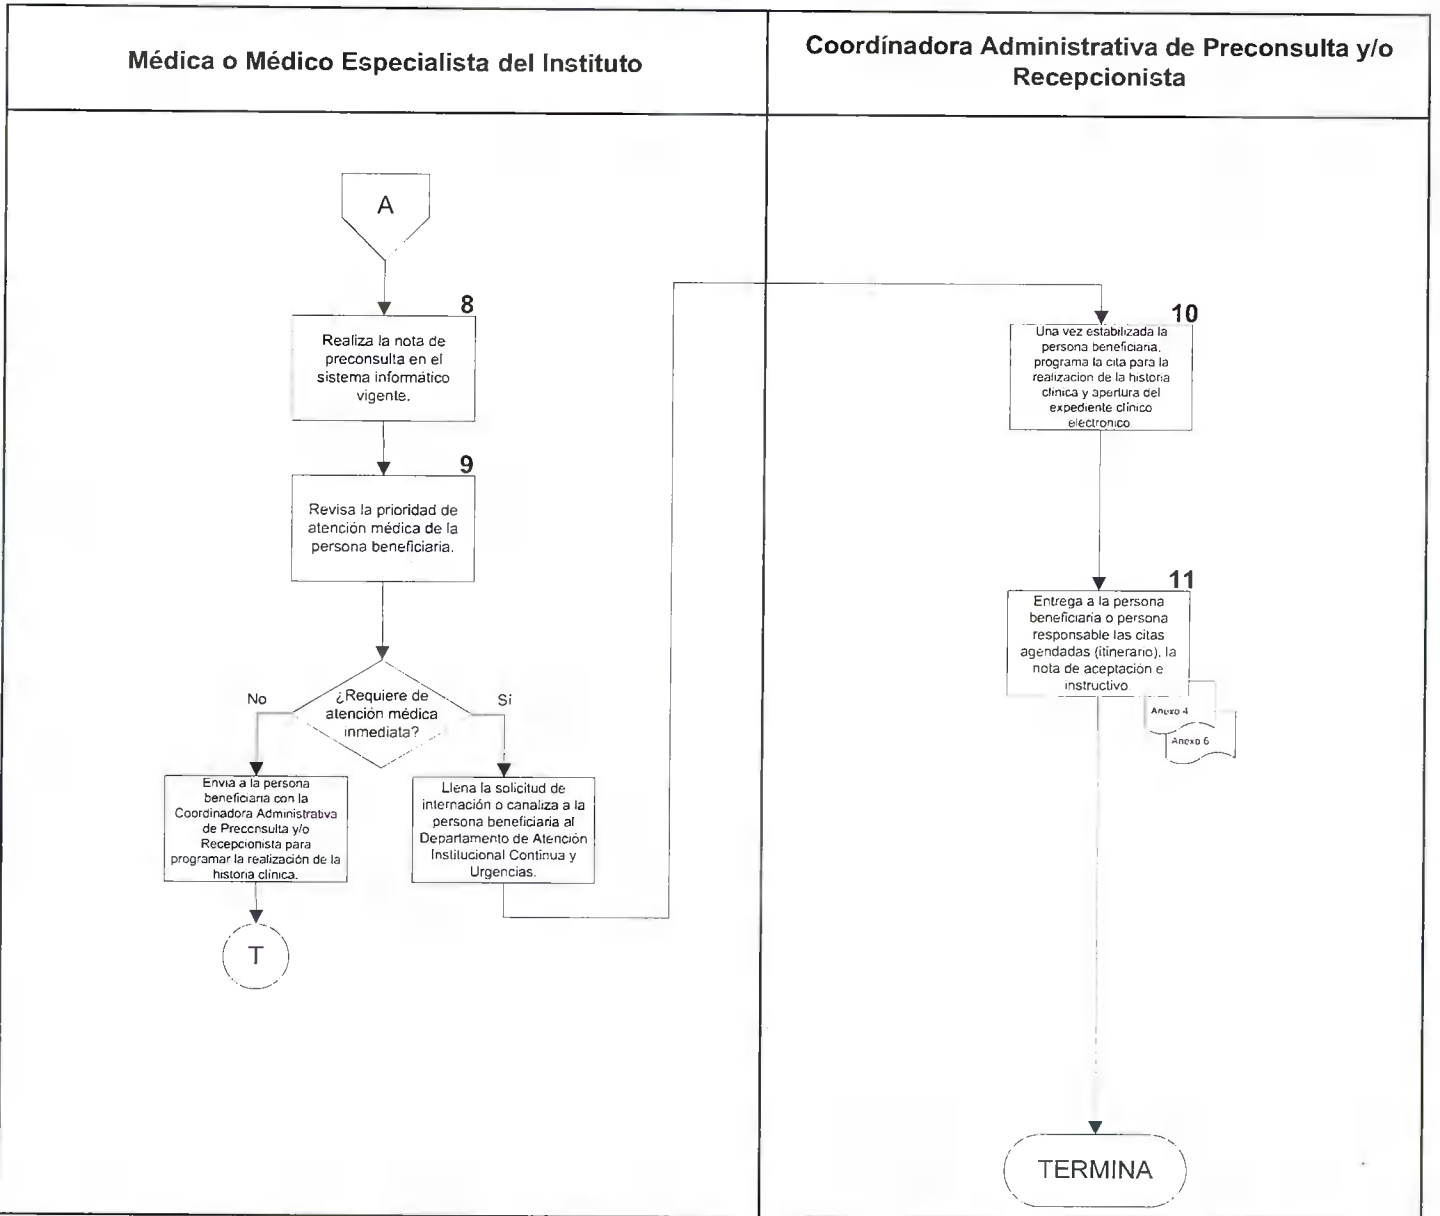 Médica o Médico Especialista del Instituto
Coordínadora Administrativa de Preconsulta y/o
Recepcionista
A
8
Realiza la nota de
preconsulta en el
sistema informático
vigente.
9
Revisa la prioridad de
atención médica de la
persona beneficiaria.
¿Requiere de
atención médica
inmediata?
No
Sí
Envia a la persona
beneficiaria con la
Coordinadora Administrativa
de Preconsulta y/o
Recepcionista para
programar la realización de la
historia clínica.
T
Llena la solicitud de
internación o canaliza a la
persona beneficiaria al
Departamento de Atención
Institucional Continua y
Urgencias.
10
Una vez estabilizada la
persona beneficiaria,
programa la cita para la
realizacion de la historia
clinica y apertura del
expediente clínico
electronico.
11
Entrega a la persona
beneficiaria o persona
responsable las citas
agendadas (itinerario), la
nota de aceptación e
instructivo
Anexo 4
Anexo 6
TERMINA